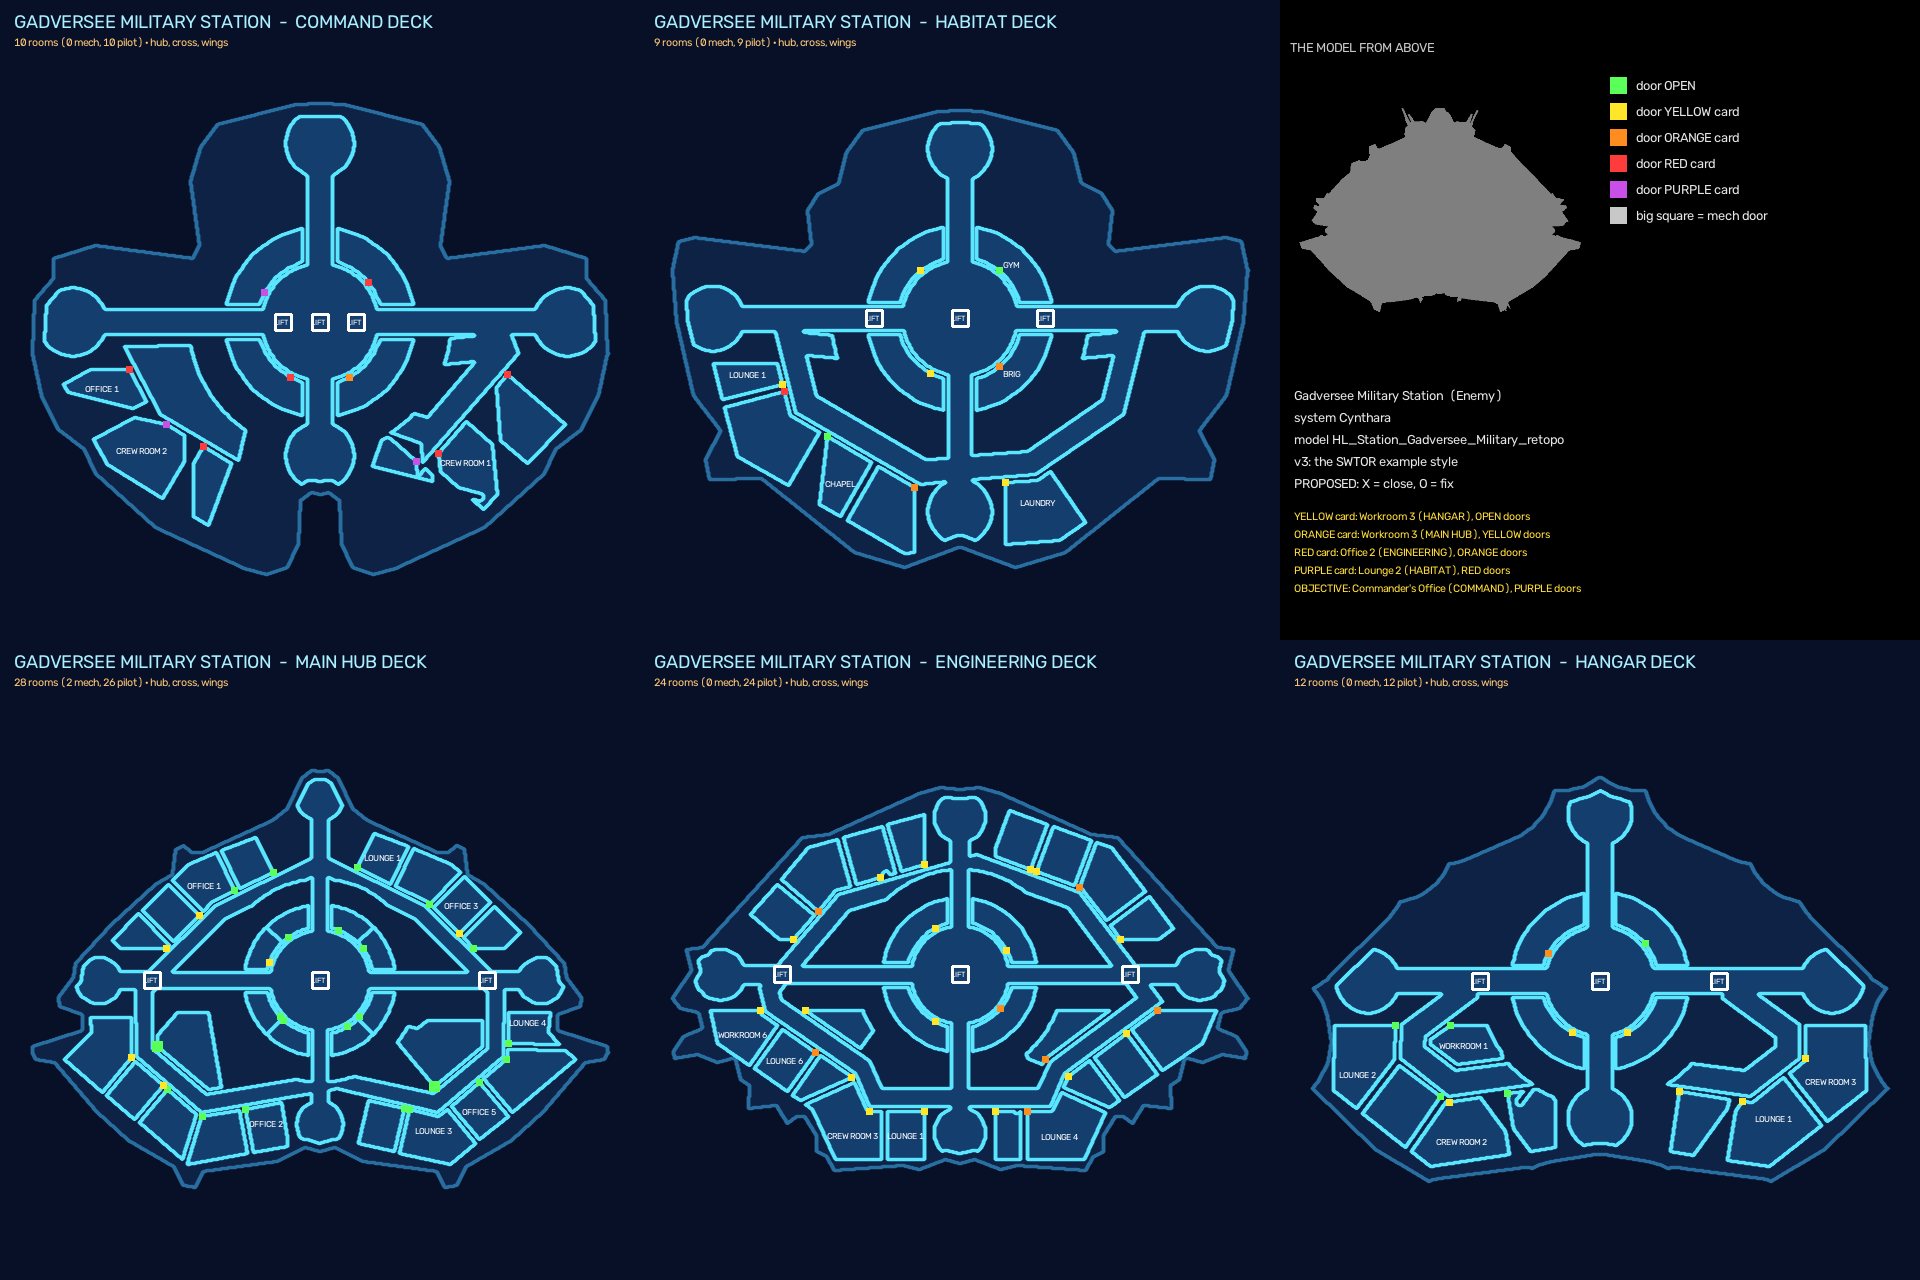 GADVERSEE MILITARY STATION - COMMAND DECK
10 rooms (0 mech, 10 pilot) • hub, cross, wings
LIFT
LIFT
LIFT
OFFICE 1
CREW ROOM 2
CREW ROOM 1
GADVERSEE MILITARY STATION - HABITAT DECK
9 rooms (0 mech, 9 pilot) • hub, cross, wings
GYM
LIFT
LIFT
LIFT
LOUNGE 1
BRIG
CHAPEL
LAUNDRY
THE MODEL FROM ABOVE
door OPEN
door YELLOW card
door ORANGE card
door RED card
door PURPLE card
big square = mech door
Gadversee Military Station (Enemy)
system Cynthara
model HL_Station_Gadversee_Military_retopo
v3: the SWTOR example style
PROPOSED: X = close, O = fix
YELLOW card: Workroom 3 (HANGAR), OPEN doors
ORANGE card: Workroom 3 (MAIN HUB), YELLOW doors
RED card: Office 2 (ENGINEERING), ORANGE doors
PURPLE card: Lounge 2 (HABITAT), RED doors
OBJECTIVE: Commander's Office (COMMAND), PURPLE doors
GADVERSEE MILITARY STATION - MAIN HUB DECK
28 rooms (2 mech, 26 pilot) • hub, cross, wings
LOUNGE 1
OFFICE 1
OFFICE 3
LIFT
LIFT
LIFT
LOUNGE 4
OFFICE 5
OFFICE 2
LOUNGE 3
GADVERSEE MILITARY STATION - ENGINEERING DECK
24 rooms (0 mech, 24 pilot) • hub, cross, wings
LIFT
LIFT
LIFT
WORKROOM 6
LOUNGE 6
CREW ROOM 3
LOUNGE 1
LOUNGE 4
GADVERSEE MILITARY STATION - HANGAR DECK
12 rooms (0 mech, 12 pilot) • hub, cross, wings
LIFT
LIFT
LIFT
WORKROOM 1
LOUNGE 2
CREW ROOM 3
LOUNGE 1
CREW ROOM 2